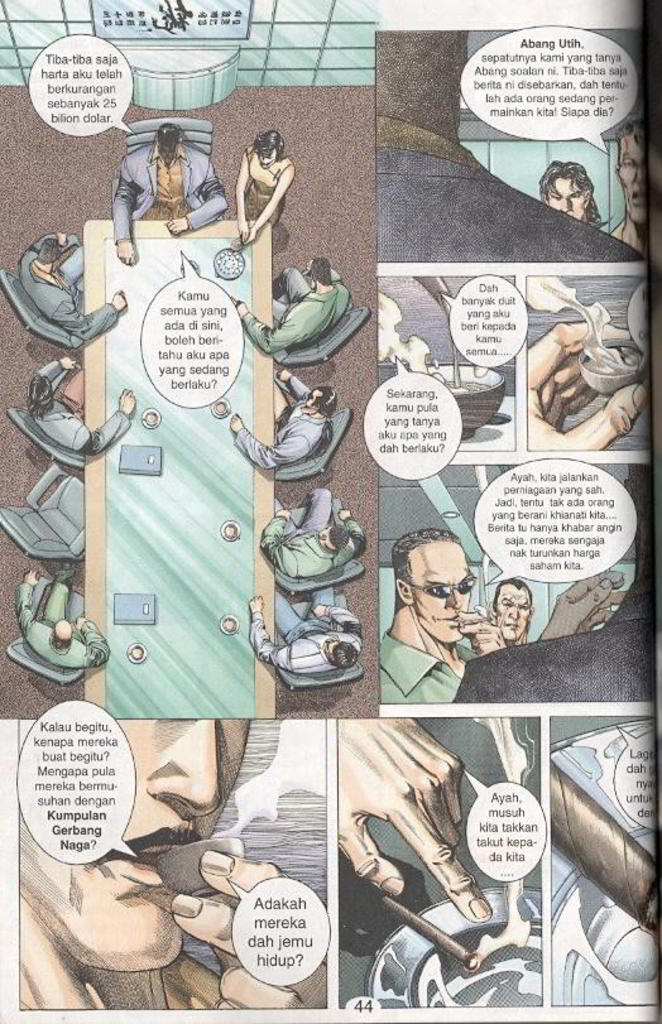 Tiba-tiba saja
harta aku telah
berkurangan
sebanyak 25
bilion dolar.
Kamu
semua yang
ada di sini,
boleh beri-
tahu aku apa
yang sedang
berlaku?
Abang Utih,
sepatutnya kami yang tanya
Abang soalan ni. Tiba-tiba saja
berita ni disebarkan, dah tentu-
lah ada orang sedang per-
mainkan kita! Siapa dia?
Dah
banyak duit
yang aku
beri kepada
kamu
semua.....
Sekarang,
kamu pula
yang tanya
aku apa yang
dah berlaku?
Ayah, kita jalankan
perniagaan yang sah.
Jadi, tentu tak ada orang
yang berani khianati kita....
Berita tu hanya khabar angin
saja, mereka sengaja
nak turunkan harga
saham kita.
Kalau begitu,
kenapa mereka
buat begitu?
Mengapa pula
mereka bermu-
suhan dengan
Kumpulan
Gerbang
Naga?
Adakah
mereka
dah jemu
hidup?
Ayah,
musuh
kita takkan
takut kepa-
da kita
....
44